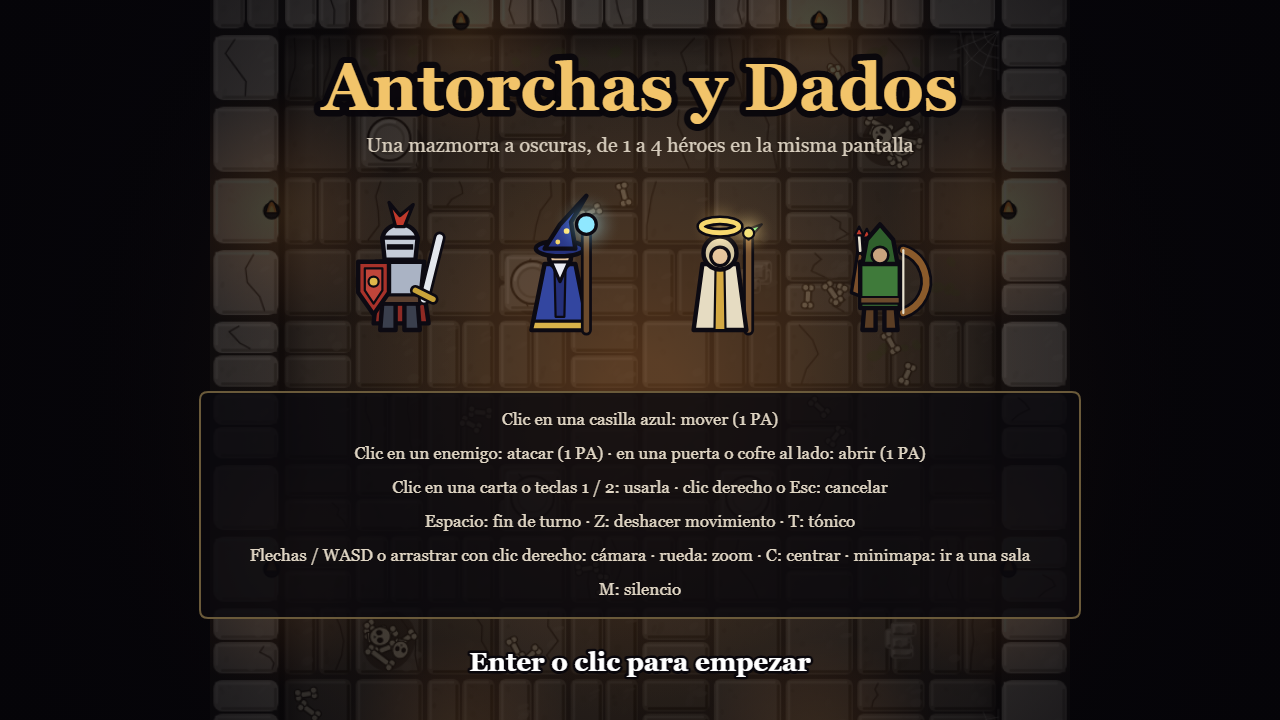 Antorchas y Dados
Una mazmorra a oscuras, de 1 a 4 héroes en la misma pantalla
Clic en una casilla azul: mover (1 PA)
Clic en un enemigo: atacar (1 PA) · en una puerta o cofre al lado: abrir (1 PA)
Clic en una carta o teclas 1 / 2: usarla · clic derecho o Esc: cancelar
Espacio: fin de turno · Z: deshacer movimiento · T: tónico
Flechas / WASD o arrastrar con clic derecho: cámara · rueda: zoom · C: centrar · minimapa: ir a una sala
M: silencio
Enter o clic para empezar